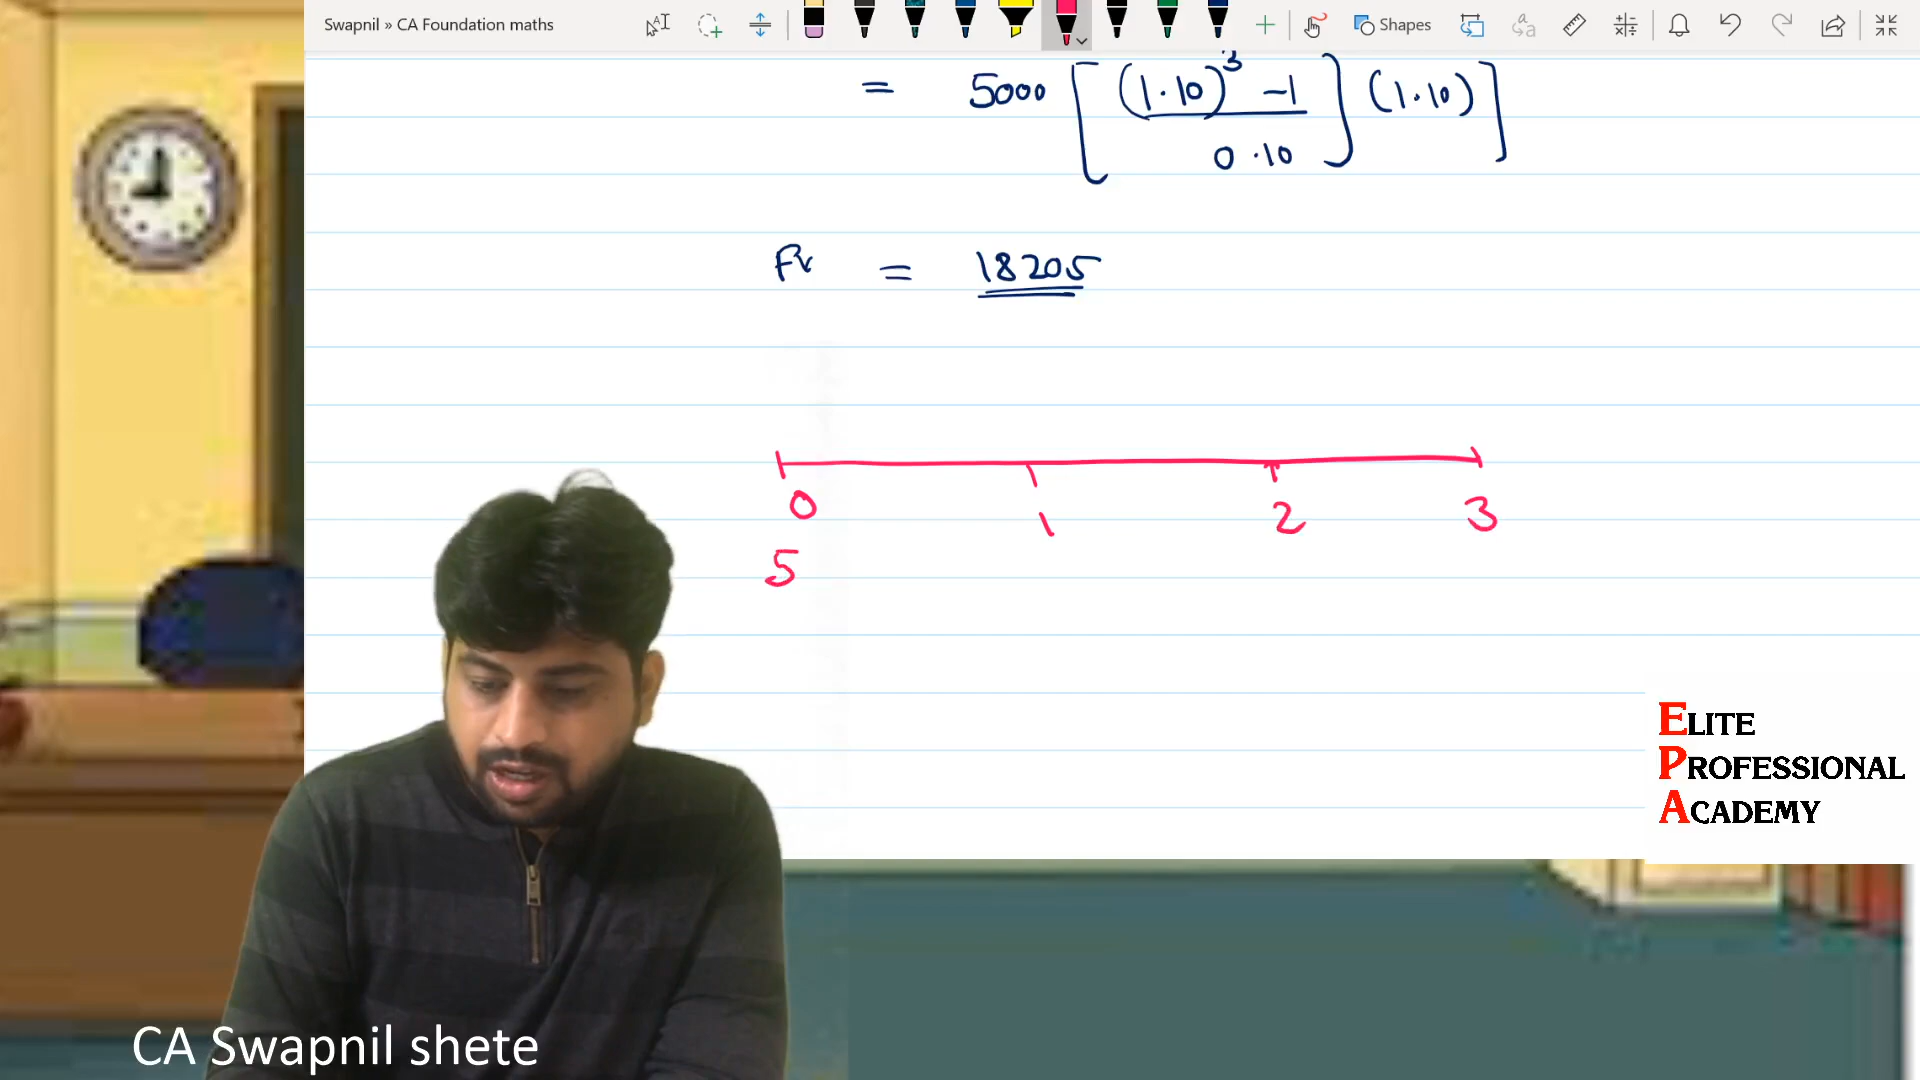 Swapnil » CA Foundation maths
Shapes
= 5000 [ (1.10)³ -1 / 0.10 ] (1.10) ]
FV = 18205
0 1 2 3
5
ELITE
PROFESSIONAL
ACADEMY
CA Swapnil shete